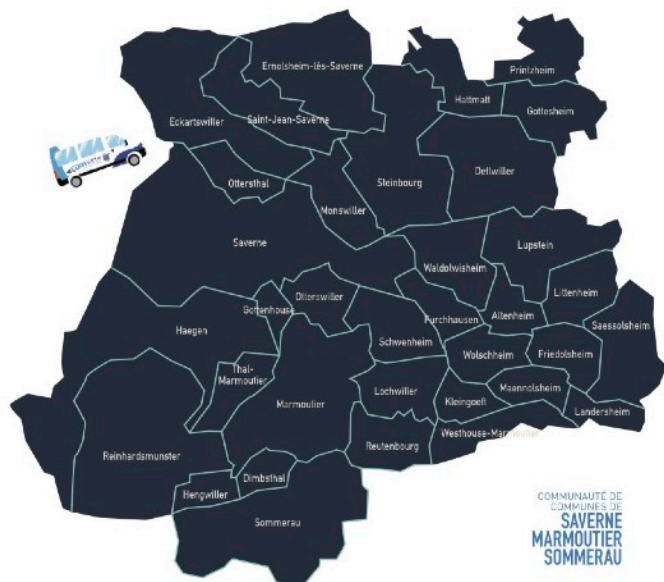 Ernolsheim-lès-Saverne
Printzheim
Hattmatt
Gottesheim
Eckartswiller
Saint-Jean-Saverne
Ottersthal
Steinbourg
Dettwiller
Monswiller
Saverne
Waldolwisheim
Lupstein
Littenheim
Otterswiller
Gottenhouse
Furchhausen
Altenheim
Saessolsheim
Haegen
Schwenheim
Wolschheim
Friedolsheim
Thal-
Marmoutier
Marmoutier
Lochwiller
Kleingoeft
Maennolsheim
Landersheim
Westhouse-Marmoutier
Reutenbourg
Reinhardsmunster
Dimbsthal
Hengwiller
Sommerau
COMMUNAUTÉ DE
COMMUNES DE
SAVERNE
MARMOUTIER
SOMMERAU